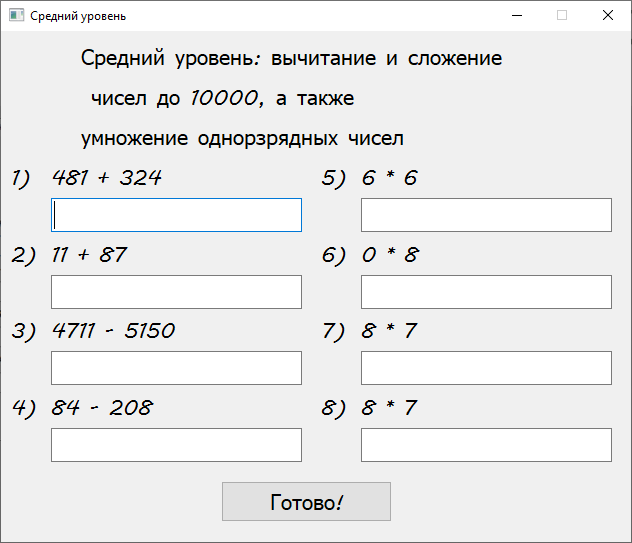 Средний уровень
Средний уровень: вычитание и сложение
чисел до 10000, а также
умножение однорзрядных чисел
1) 481 + 324
5) 6 * 6
2) 11 + 87
6) 0 * 8
3) 4711 - 5150
7) 8 * 7
4) 84 - 208
8) 8 * 7
Готово!